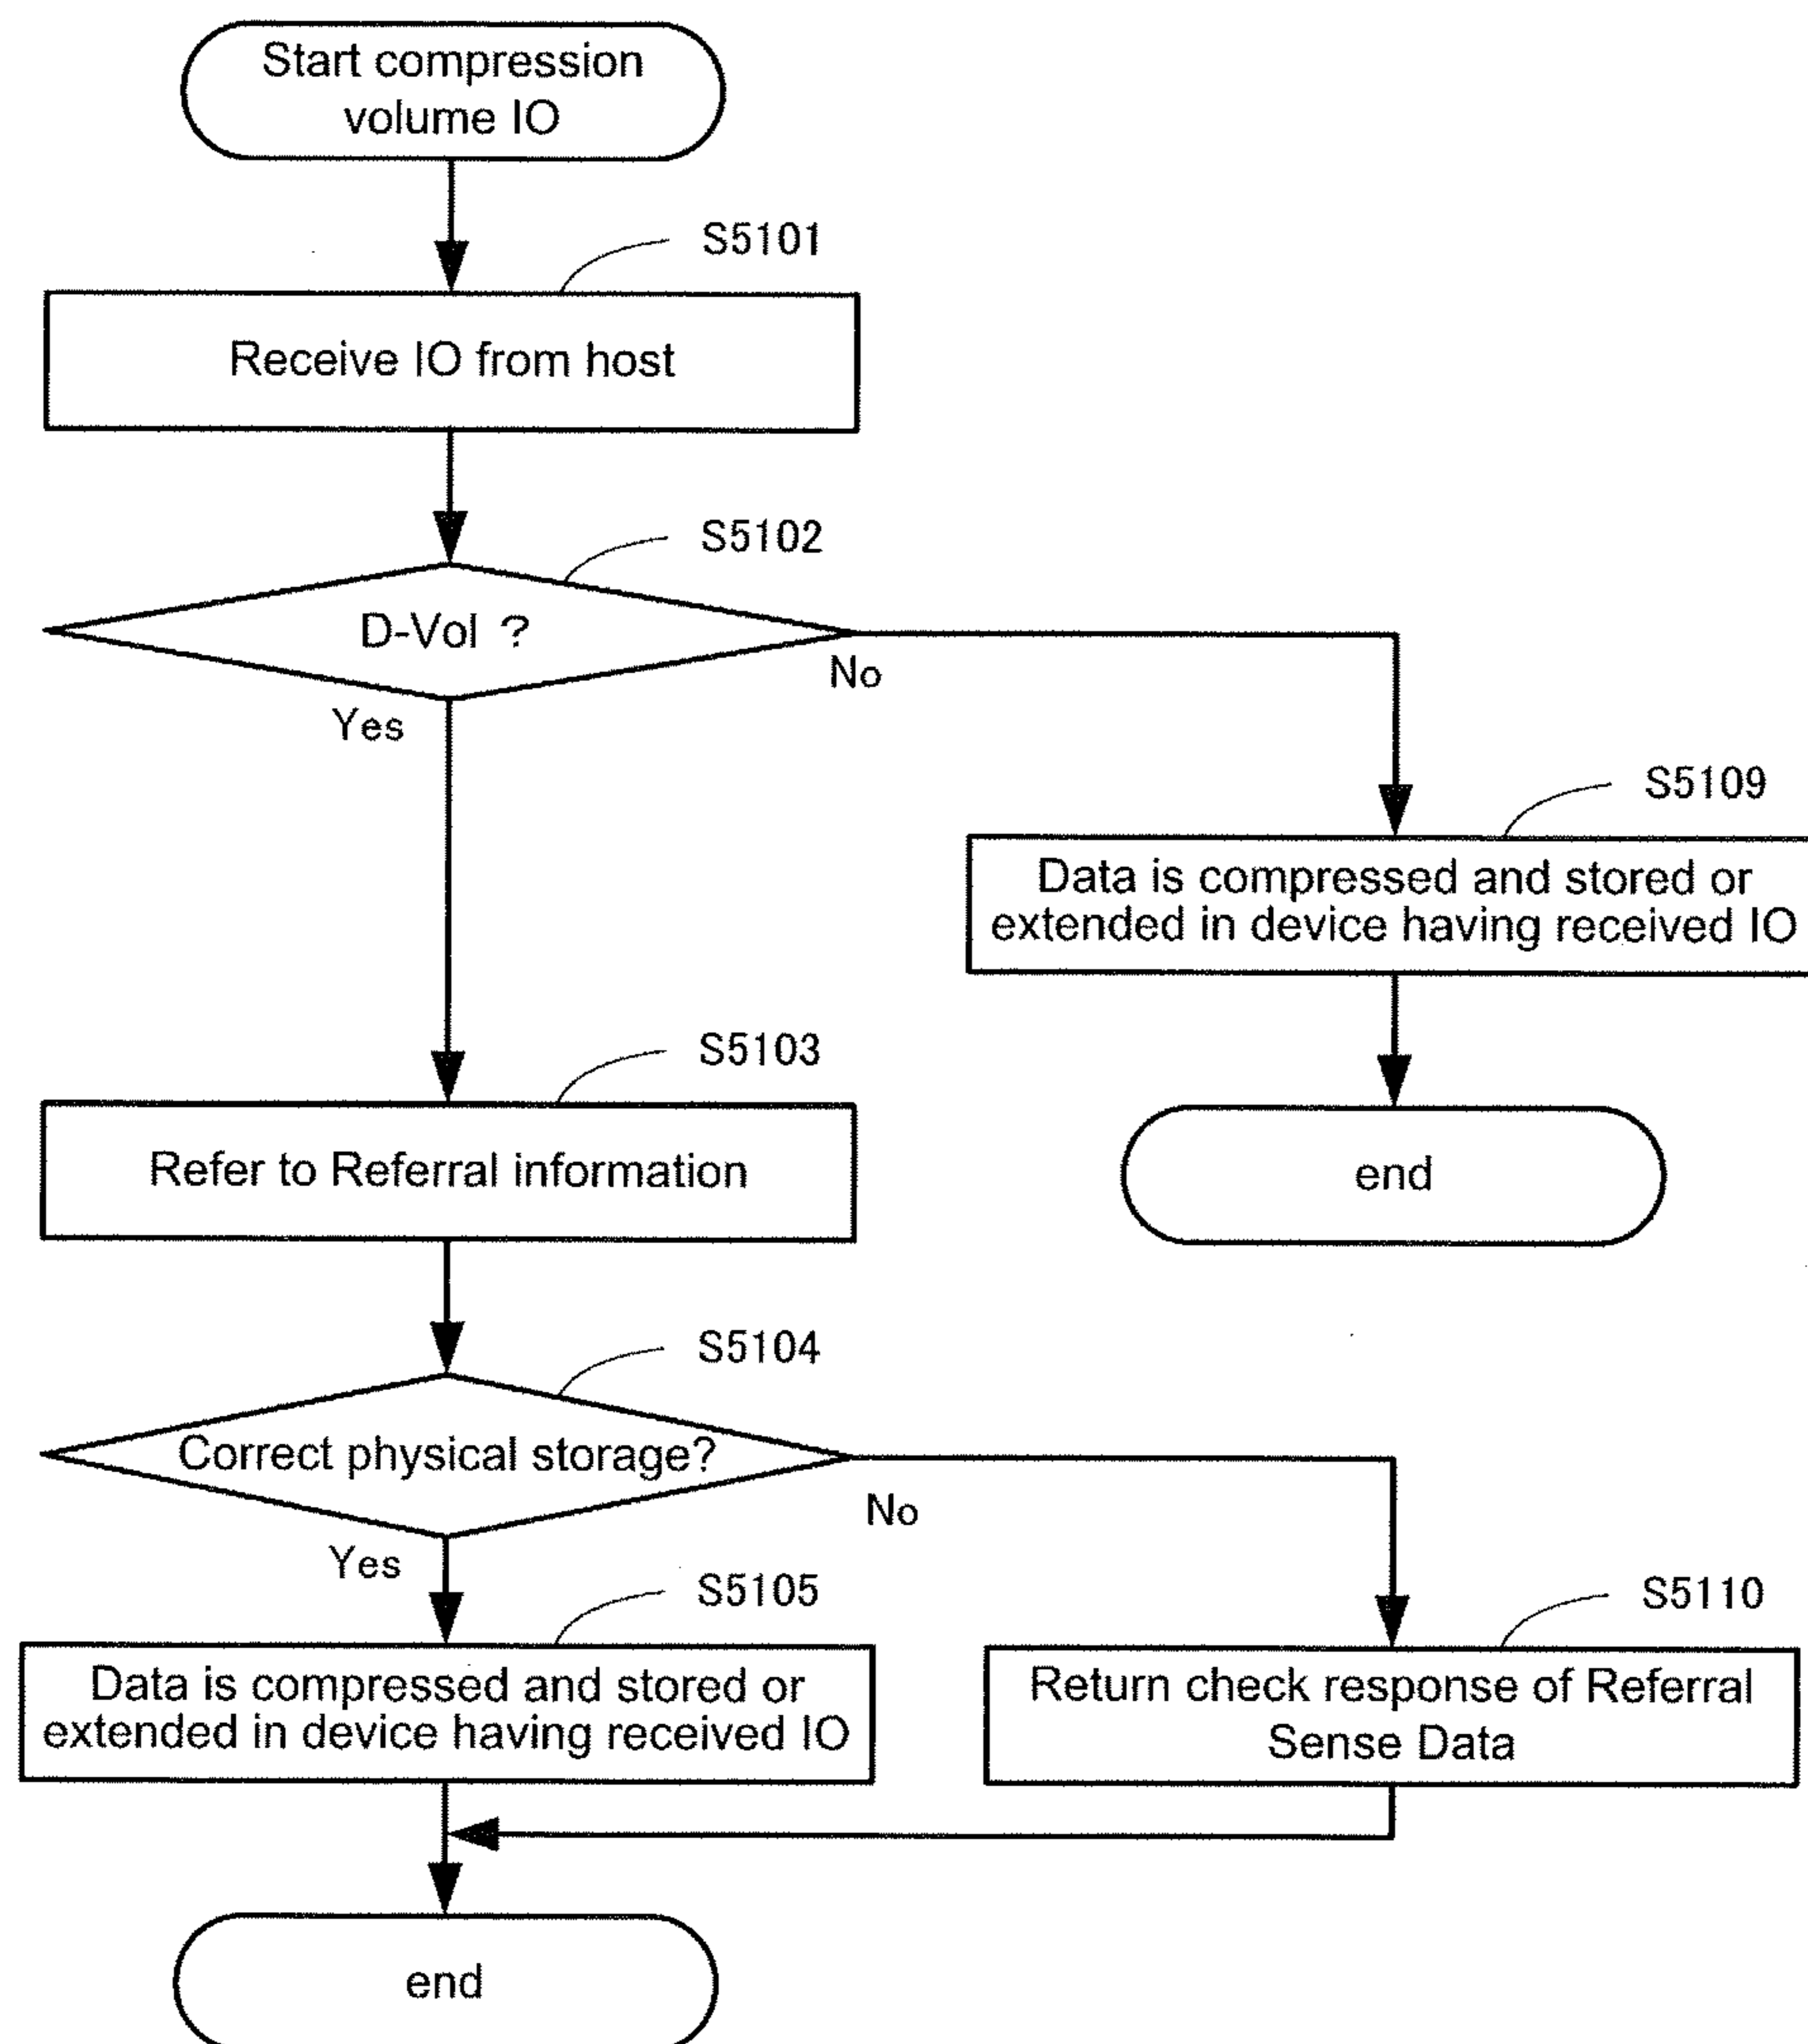 Start compression
volume IO
S5101
Receive IO from host
S5102
D-Vol ?
No
Yes
S5109
Data is compressed and stored or
extended in device having received IO
S5103
Refer to Referral information
end
S5104
Correct physical storage?
No
Yes
S5105
S5110
Data is compressed and stored or
extended in device having received IO
Return check response of Referral
Sense Data
end